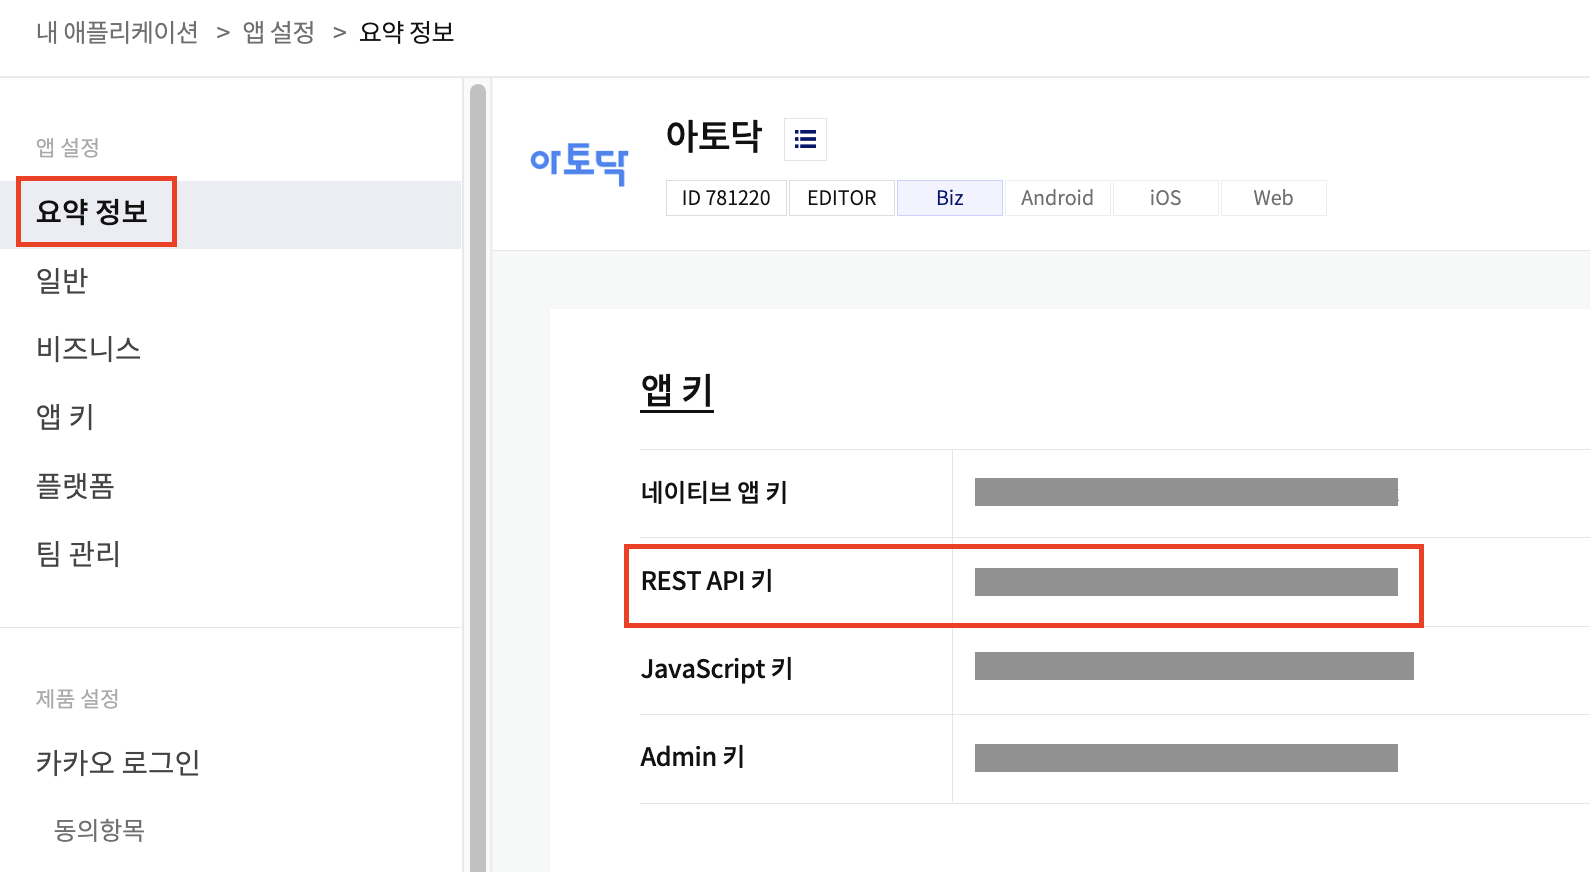 내 애플리케이션 > 앱 설정 > 요약 정보
앱 설정
요약 정보
일반
비즈니스
앱 키
플랫폼
팀 관리
제품 설정
카카오 로그인
동의항목
아토닥
아토닥
ID 781220 EDITOR Biz Android iOS Web
앱 키
네이티브 앱 키
REST API 키
JavaScript 키
Admin 키